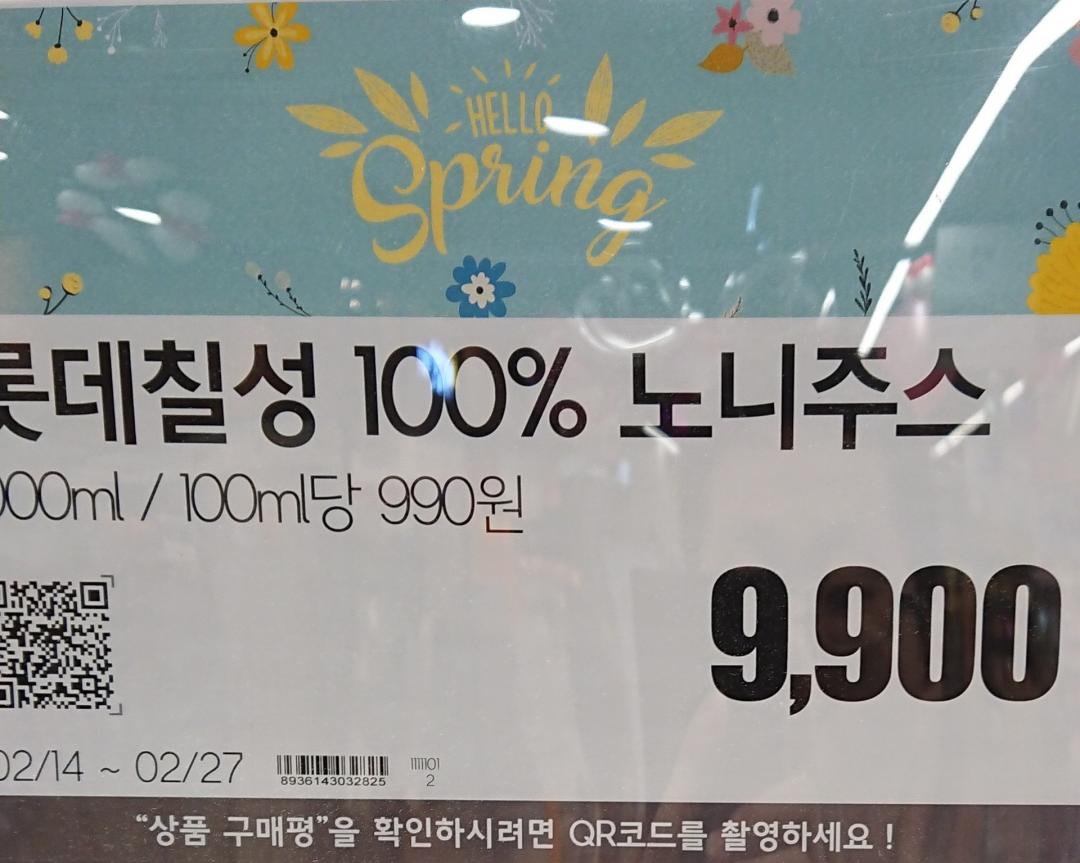 HELLO
Spring
롯데칠성 100% 노니주스
000ml / 100ml당 990원
9,900
02/14 ~ 02/27
8936143032825
1111101
2
“상품 구매평”을 확인하시려면 QR코드를 촬영하세요 !